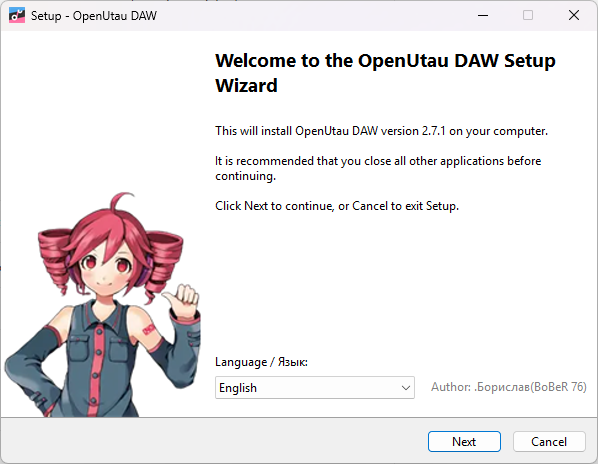 Setup - OpenUtau DAW
Welcome to the OpenUtau DAW Setup
Wizard
This will install OpenUtau DAW version 2.7.1 on your computer.
It is recommended that you close all other applications before
continuing.
Click Next to continue, or Cancel to exit Setup.
Language / Язык:
English
Author: .Борислав(BoBeR 76)
Next
Cancel